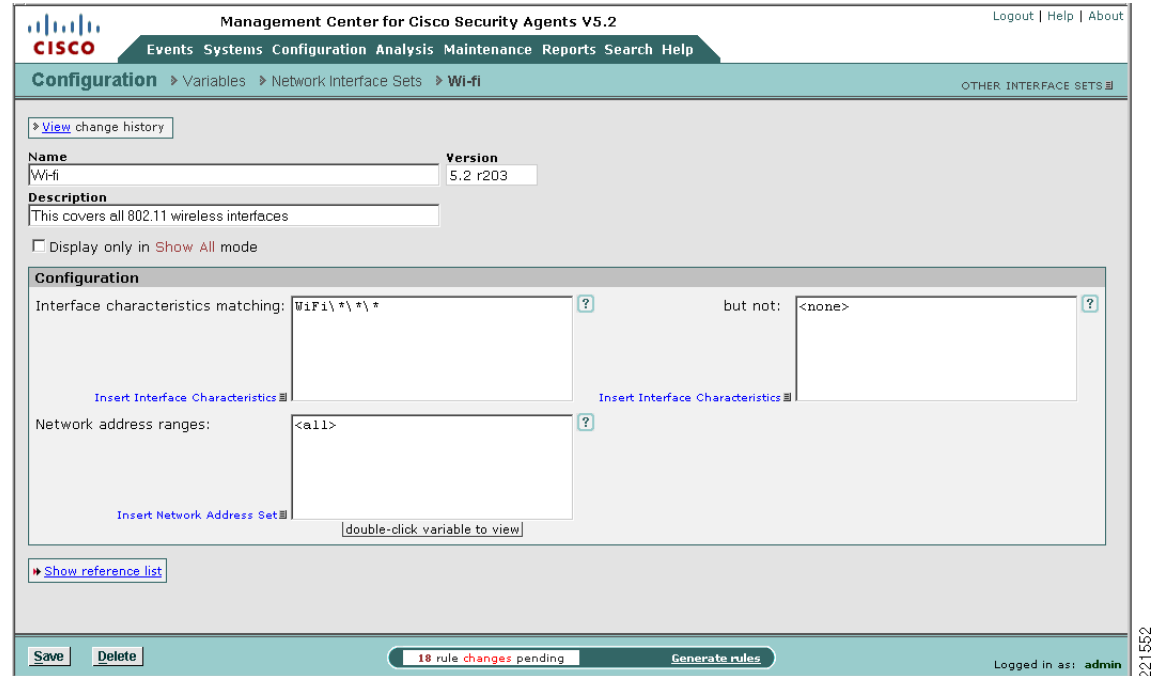 Management Center for Cisco Security Agents V5.2
Logout | Help | About
CISCO
Events Systems Configuration Analysis Maintenance Reports Search Help
Configuration > Variables > Network Interface Sets > Wi-fi
OTHER INTERFACE SETS
View change history
Name Version
Wi-fi 5.2 r203
Description
This covers all 802.11 wireless interfaces
Display only in Show All mode
Configuration
Interface characteristics matching: WiFi\*\*\* ? but not: <none> ?
Insert Interface Characteristics Insert Interface Characteristics
Network address ranges: <all> ?
Insert Network Address Set
double-click variable to view
Show reference list
Save Delete 18 rule changes pending Generate rules
Logged in as: admin
221552